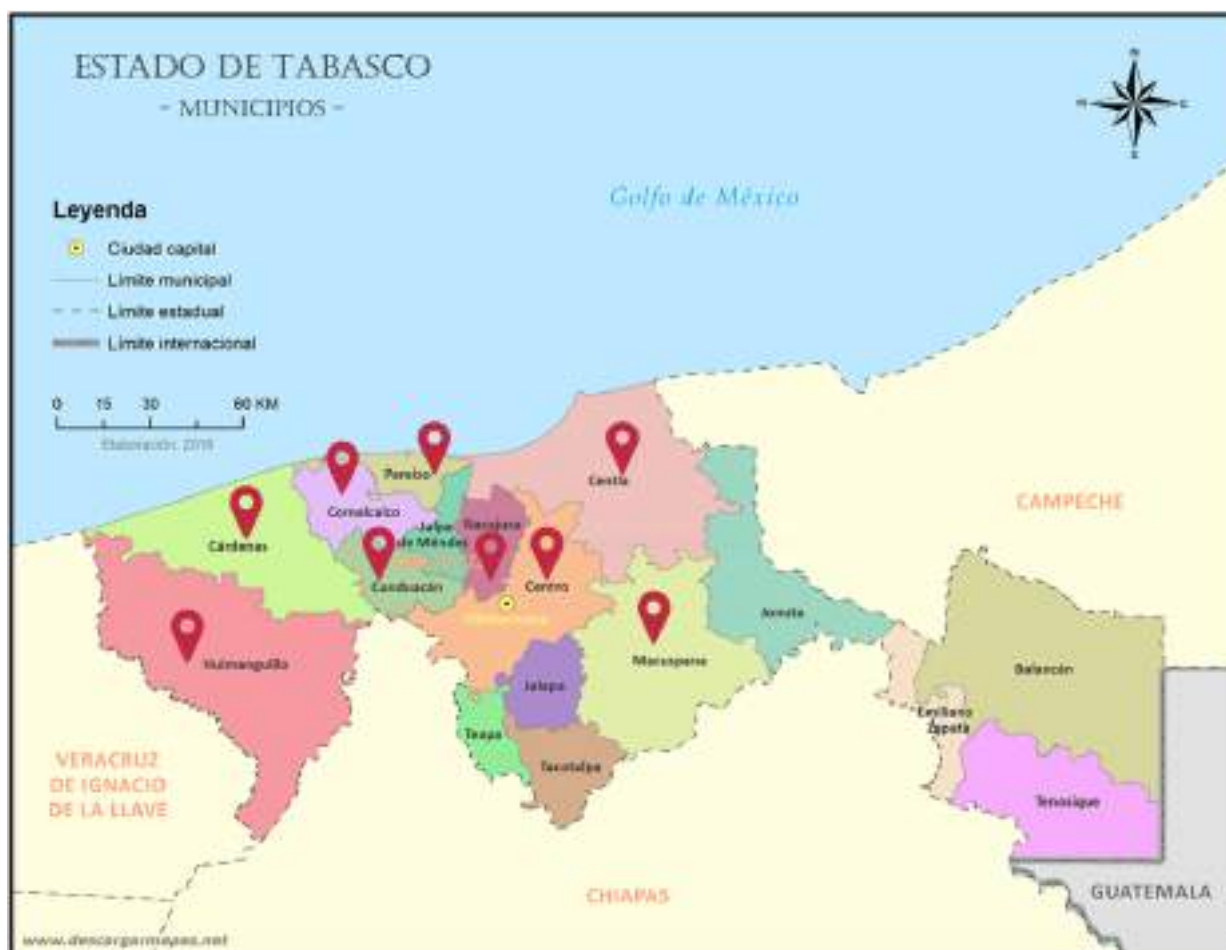 ESTADO DE TABASCO
- MUNICIPIOS -
N
E
S
Golfo de México
Leyenda
Ciudad capital
Límite municipal
Límite estadual
Límite internacional
0 15 30 60 KM
Elaboración: 2019
CAMPECHE
Paraíso
Centla
Comalcalco
Jalpa
de Méndez
Cárdenas
Cunduacán
Centro
Huimanguillo
Macuspana
Jalapa
Balancán
Emiliano
Zapata
Teapa
Tacotalpa
Tenosique
VERACRUZ
DE IGNACIO
DE LA LLAVE
CHIAPAS
GUATEMALA
www.descargarmapas.net